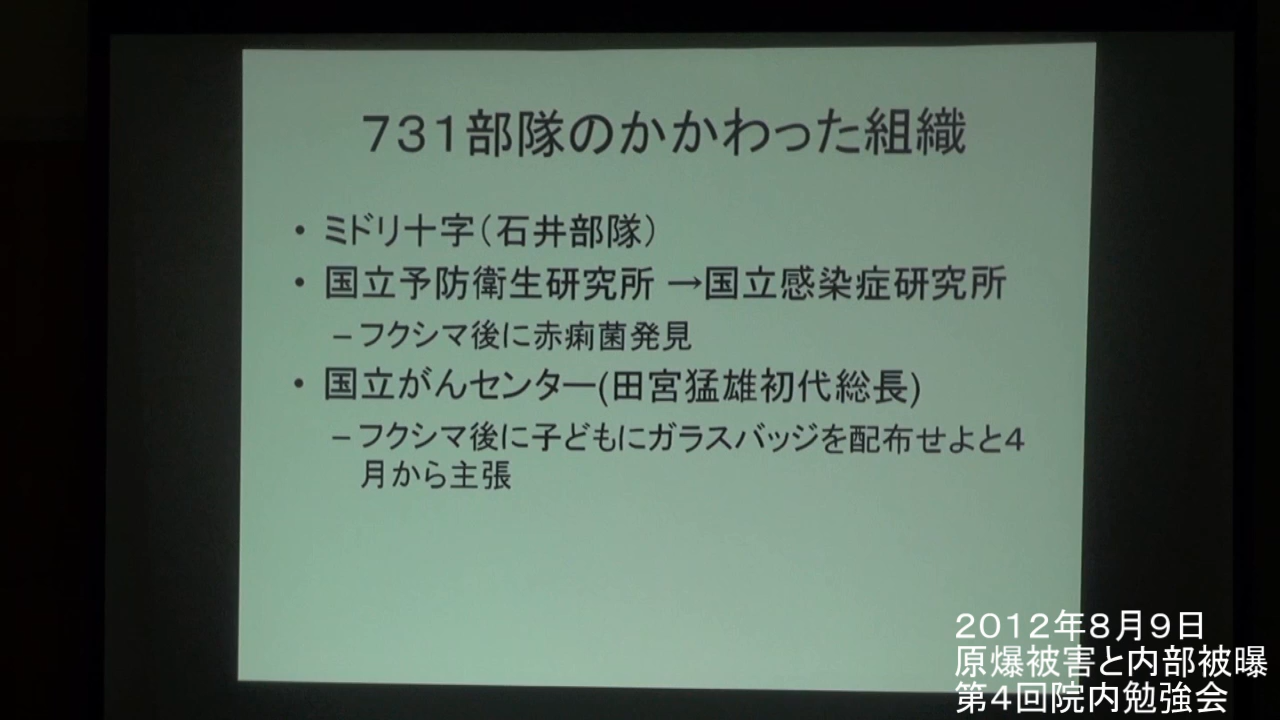 ７３１部隊のかかわった組織
• ミドリ十字（石井部隊）
• 国立予防衛生研究所 →国立感染症研究所
– フクシマ後に赤痢菌発見
• 国立がんセンター(田宮猛雄初代総長)
– フクシマ後に子どもにガラスバッジを配布せよと４
月から主張
２０１２年８月９日
原爆被害と内部被曝
第４回院内勉強会